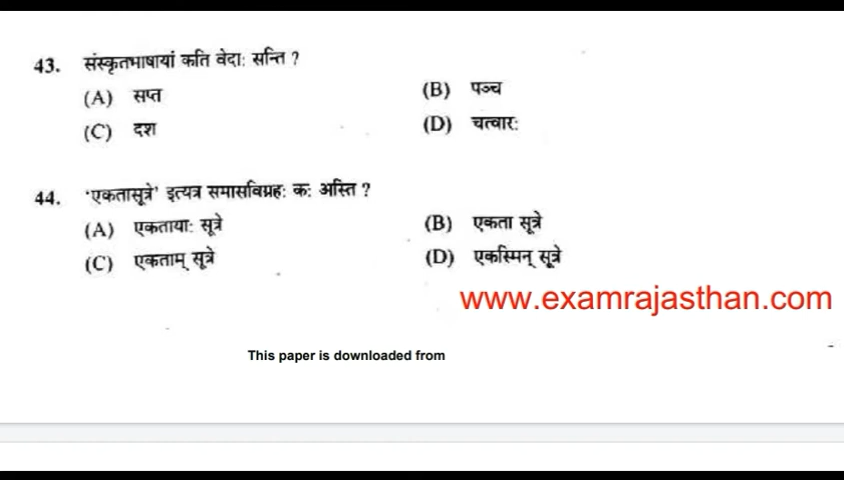 43. संस्कृतभाषायां कति वेदाः सन्ति ?
(A) सप्त (B) पञ्च
(C) दश (D) चत्वारः
44. 'एकतासूत्रे' इत्यत्र समासविग्रहः कः अस्ति ?
(A) एकतायाः सूत्रे (B) एकता सूत्रे
(C) एकताम् सूत्रे (D) एकस्मिन् सूत्रे
www.examrajasthan.com
This paper is downloaded from